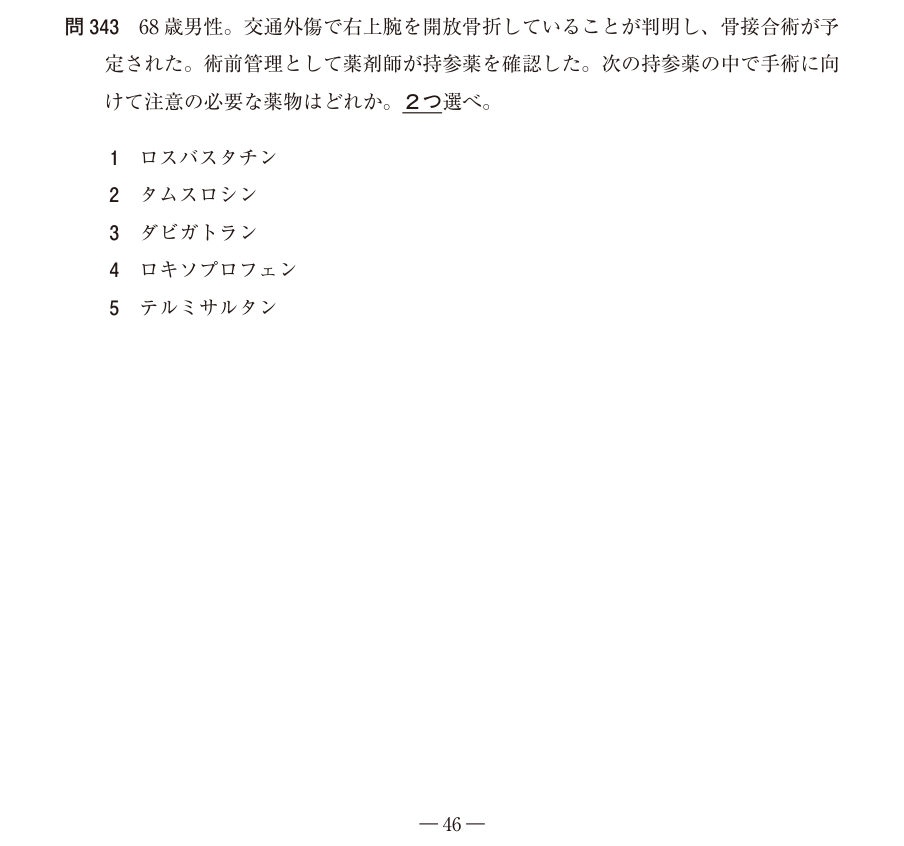 問 343 68 歳男性。交通外傷で右上腕を開放骨折していることが判明し、骨接合術が予
定された。術前管理として薬剤師が持参薬を確認した。次の持参薬の中で手術に向
けて注意の必要な薬物はどれか。2つ選べ。
1 ロスバスタチン
2 タムスロシン
3 ダビガトラン
4 ロキソプロフェン
5 テルミサルタン
― 46 ―